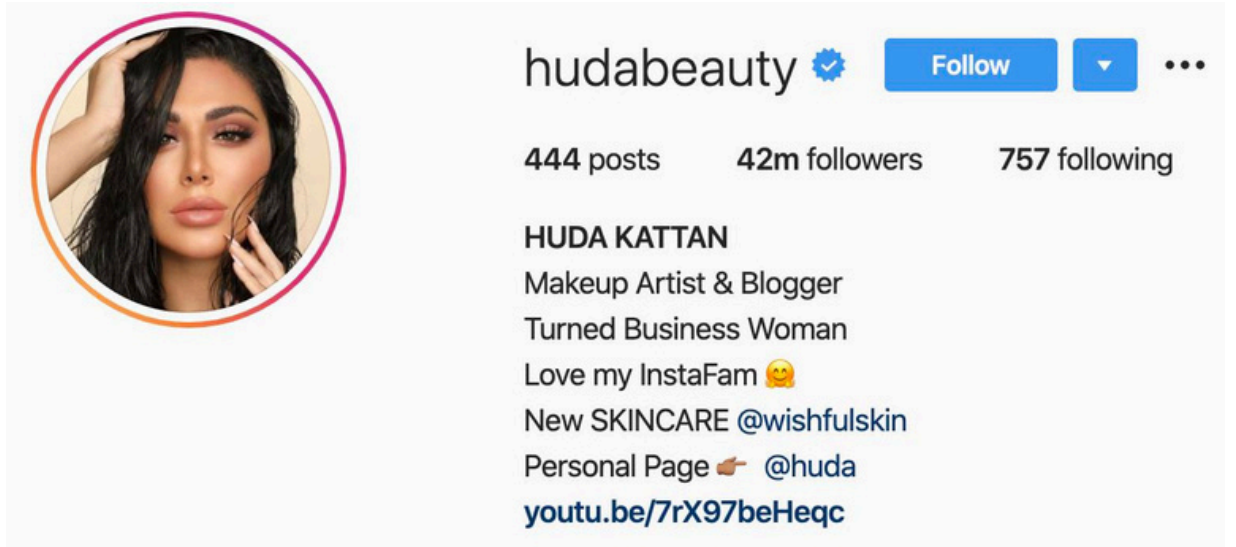 hudabeauty Follow
444 posts 42m followers 757 following
HUDA KATTAN
Makeup Artist & Blogger
Turned Business Woman
Love my InstaFam 🤗
New SKINCARE @wishfulskin
Personal Page 👉🏽 @huda
youtu.be/7rX97beHeqc